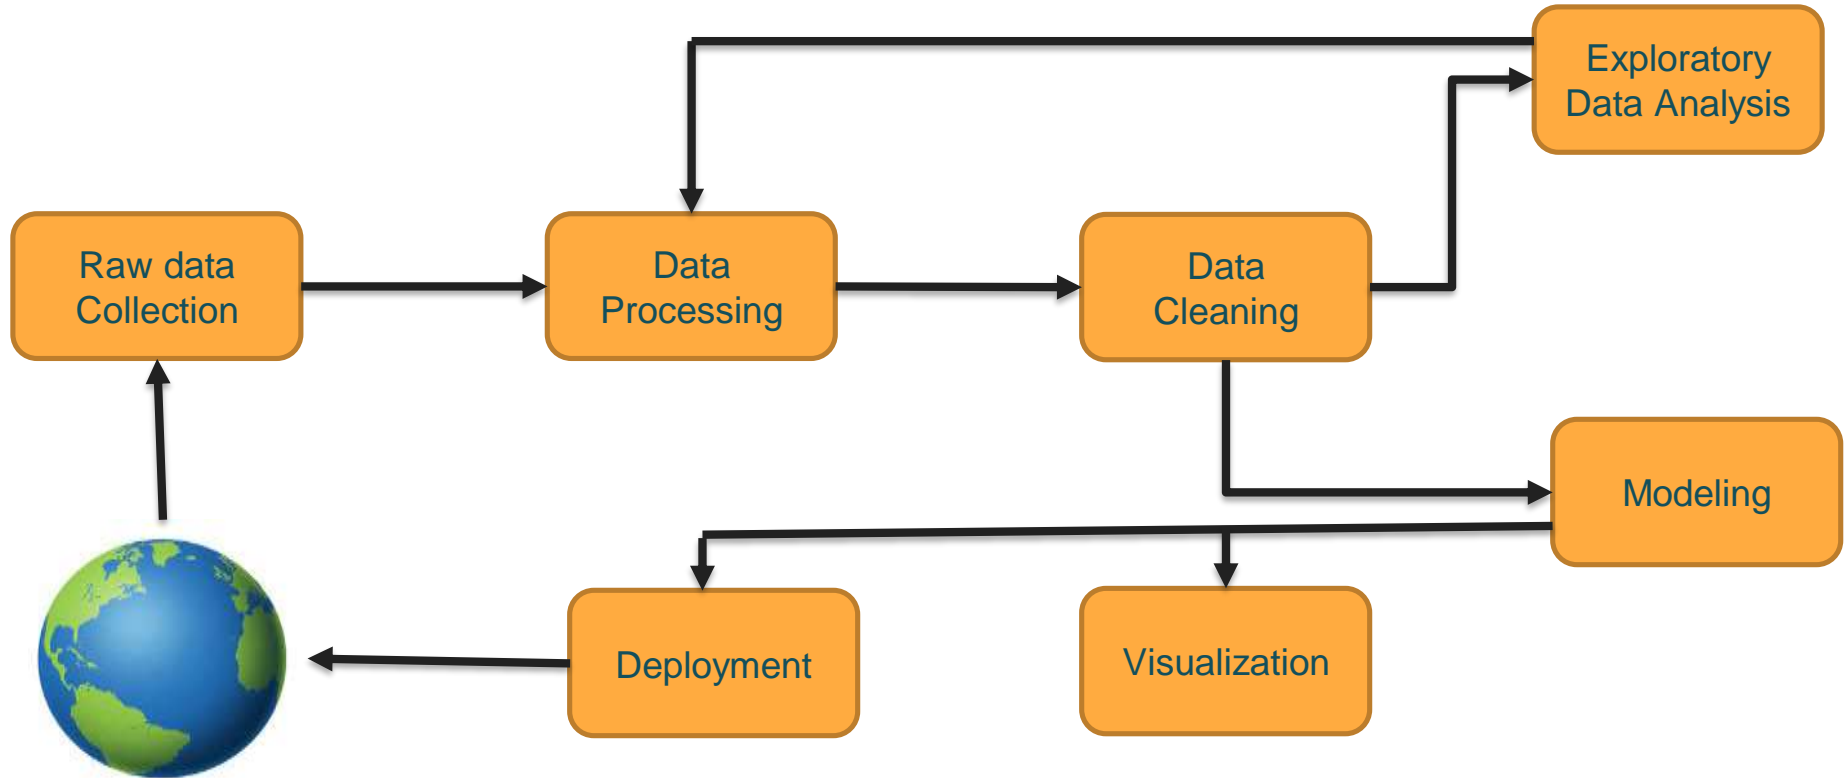 Exploratory
Data Analysis
Raw data
Collection
Data
Processing
Data
Cleaning
Modeling
Deployment
Visualization